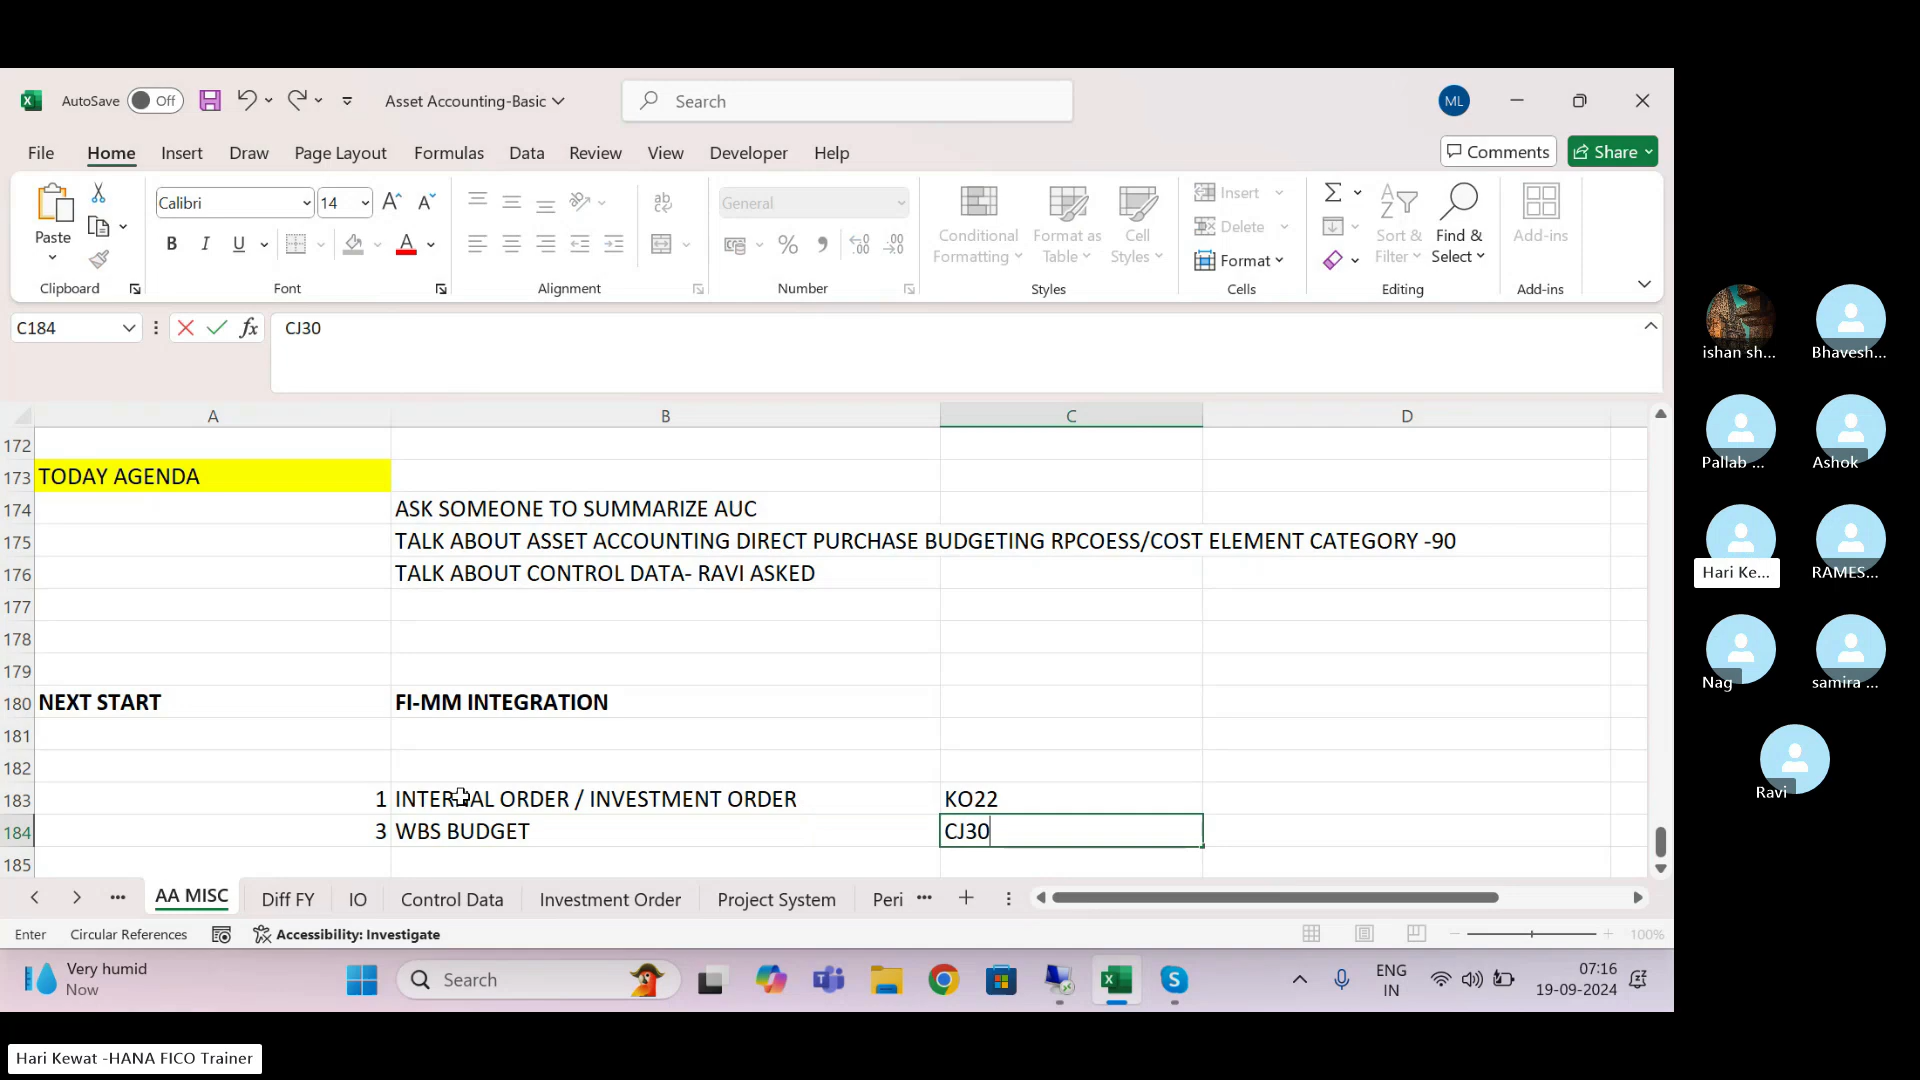 AutoSave Off Asset Accounting-Basic Search ML
File Home Insert Draw Page Layout Formulas Data Review View Developer Help Comments Share
Paste Calibri 14 General Conditional Formatting Format as Table Cell Styles Insert Delete Format Sort & Filter Find & Select Add-ins
Clipboard Font Alignment Number Styles Cells Editing Add-ins
C184 fx CJ30
A B C D
172
173 TODAY AGENDA
174 ASK SOMEONE TO SUMMARIZE AUC
175 TALK ABOUT ASSET ACCOUNTING DIRECT PURCHASE BUDGETING RPCOESS/COST ELEMENT CATEGORY -90
176 TALK ABOUT CONTROL DATA- RAVI ASKED
177
178
179
180 NEXT START FI-MM INTEGRATION
181
182
183 1 INTERNAL ORDER / INVESTMENT ORDER KO22
184 3 WBS BUDGET CJ30
185
AA MISC Diff FY IO Control Data Investment Order Project System Peri
Enter Circular References Accessibility: Investigate 100%
Very humid
Now
Search
ENG
IN
07:16
19-09-2024
ishan sh... Bhavesh...
Pallab ... Ashok
Hari Ke... RAMES...
Nag samira ...
Ravi
Hari Kewat -HANA FICO Trainer